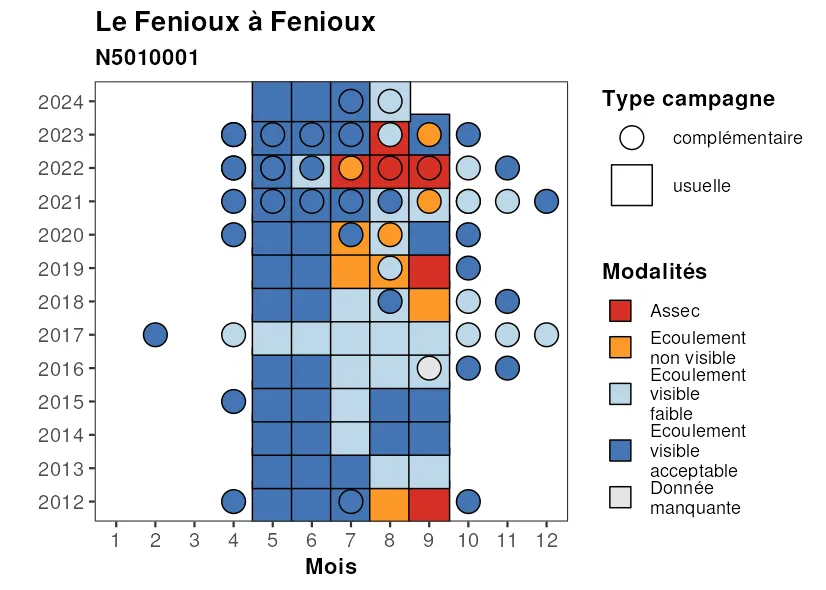 Le Fenioux à Fenioux
N5010001
2024
2023
2022
2021
2020
2019
2018
2017
2016
2015
2014
2013
2012
1 2 3 4 5 6 7 8 9 10 11 12
Mois
Type campagne
complémentaire
usuelle
Modalités
Assec
Ecoulement
non visible
Ecoulement
visible
faible
Ecoulement
visible
acceptable
Donnée
manquante